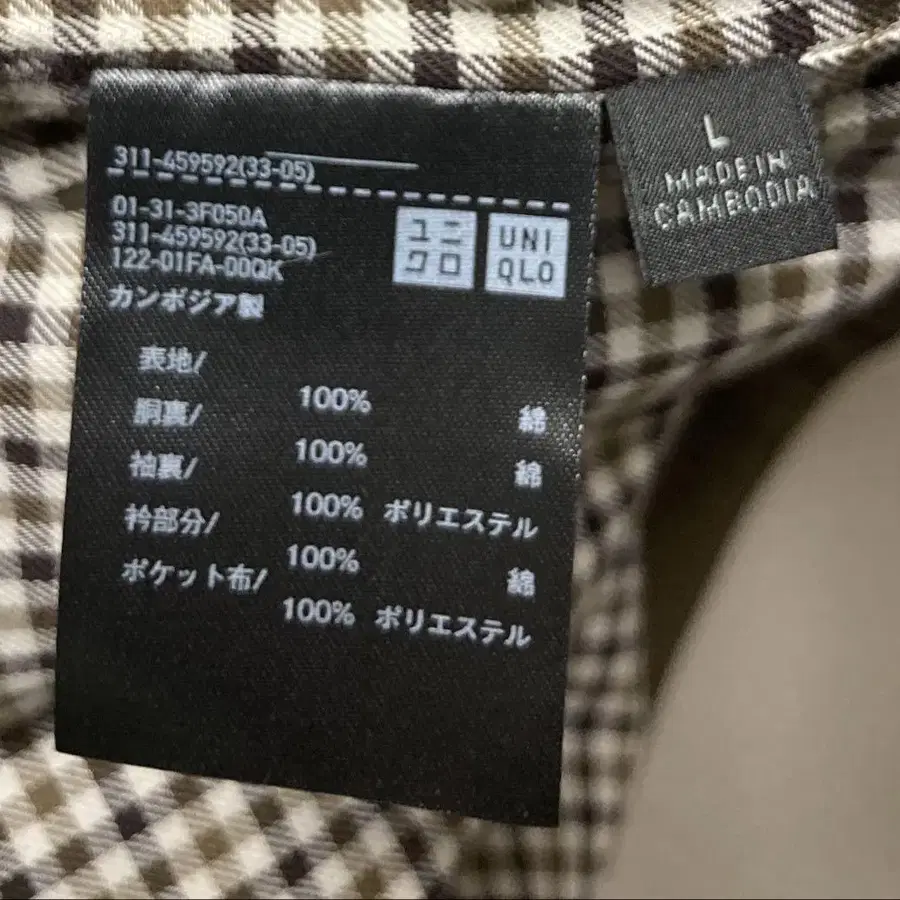 311-459592(33-05)
01-31-3F050A
311-459592(33-05)
122-01FA-00QK
カンボジア製
ユニ
クロ
UNI
QLO
L
MADE IN
CAMBODIA
表地/
100% 綿
胴裏/
100% 綿
袖裏/
100% ポリエステル
衿部分/
100% 綿
ポケット布/
100% ポリエステル